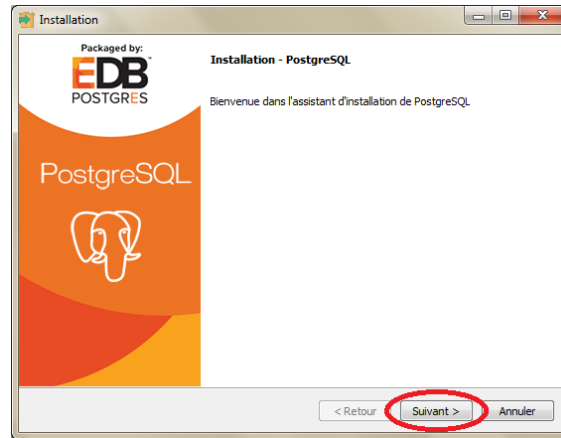 Installation
Packaged by:
EDB
POSTGRES
PostgreSQL
Installation - PostgreSQL
Bienvenue dans l'assistant d'installation de PostgreSQL
< Retour
Suivant >
Annuler